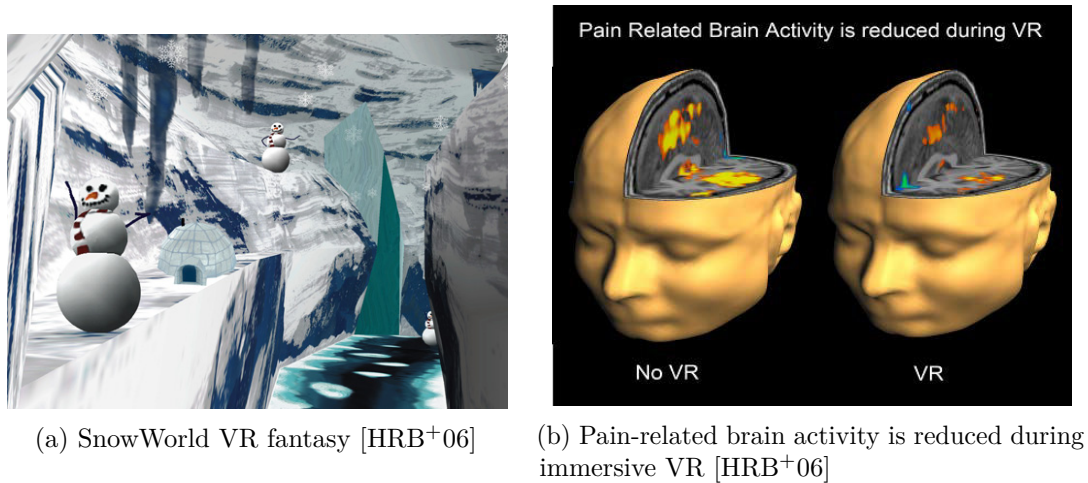 Pain Related Brain Activity is reduced during VR
No VR
VR
(a) SnowWorld VR fantasy [HRB+06]
(b) Pain-related brain activity is reduced during
immersive VR [HRB+06]